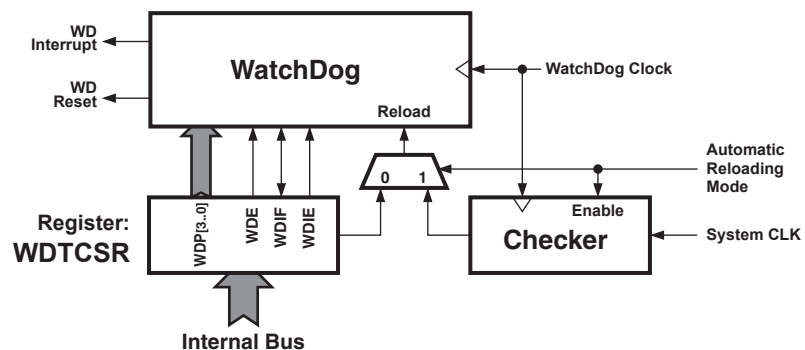 WD
Interrupt
WD
Reset
WatchDog
Reload
WatchDog Clock
Automatic
Reloading
Mode
0 1
Register:
WDTCSR
WDP[3..0]
WDE
WDIF
WDIE
Enable
Checker
System CLK
Internal Bus